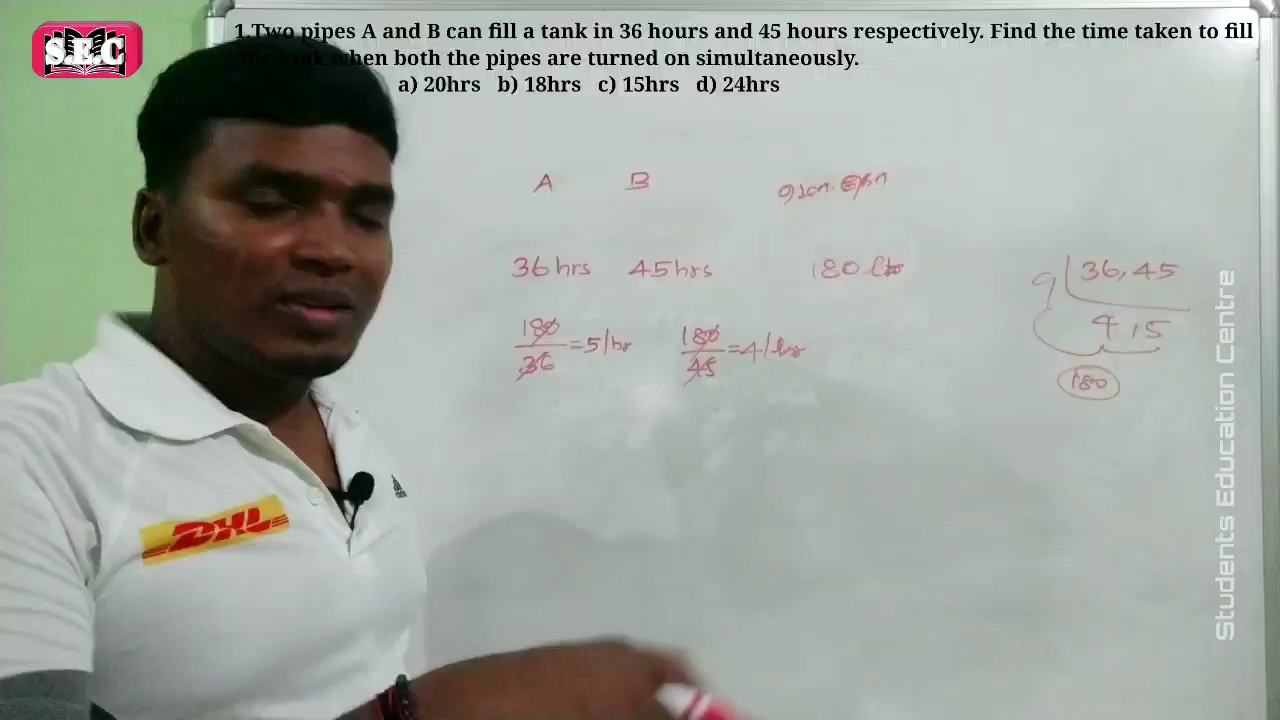 S.E.C
1.Two pipes A and B can fill a tank in 36 hours and 45 hours respectively. Find the time taken to fill
when both the pipes are turned on simultaneously.
a) 20hrs b) 18hrs c) 15hrs d) 24hrs
A B
36 hrs 45 hrs 180 ltr
180/36 =5/hr 180/45 =4/hr
9 | 36, 45
4, 5
180
DHL
Students Education Centre